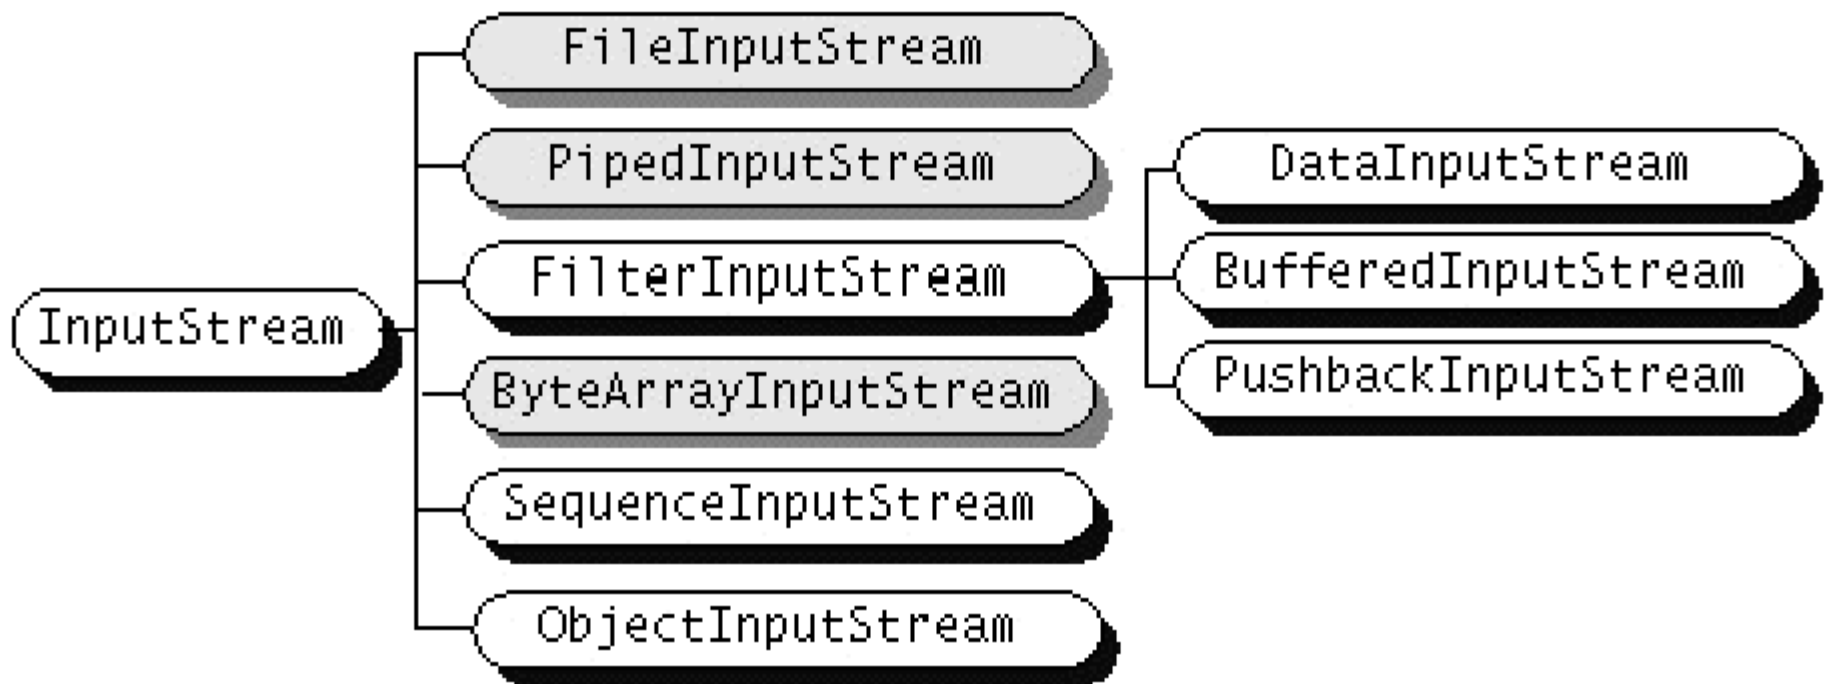 FileInputStream
PipedInputStream
DataInputStream
FilterInputStream
BufferedInputStream
InputStream
ByteArrayInputStream
PushbackInputStream
SequenceInputStream
ObjectInputStream